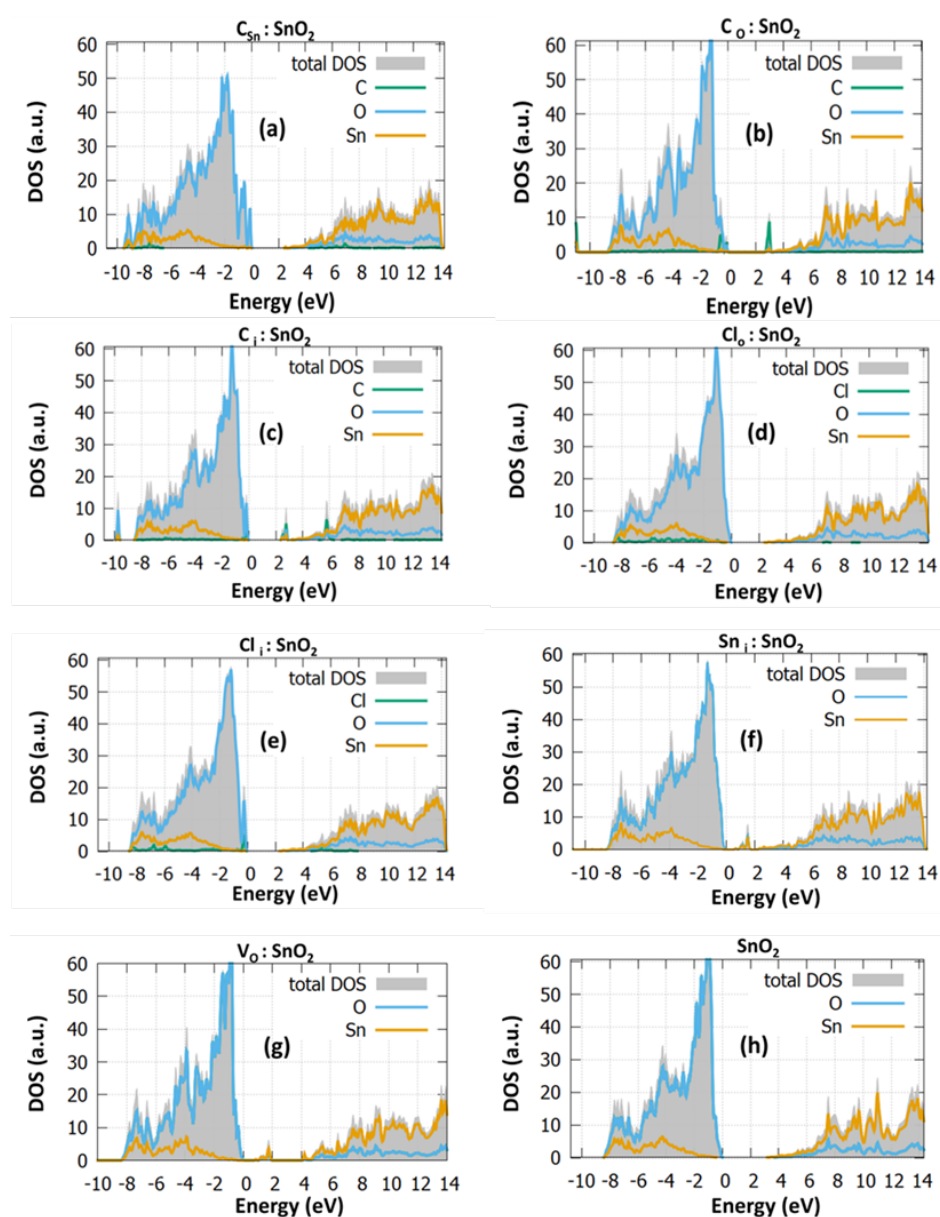 C_Sn : SnO₂
60
50
40
30
20
10
0
DOS (a.u.)
total DOS
C
O
Sn
(a)
-10 -8 -6 -4 -2 0 2 4 6 8 10 12 14
Energy (eV)
C_O : SnO₂
60
50
40
30
20
10
0
DOS (a.u.)
total DOS
C
O
Sn
(b)
-10 -8 -6 -4 -2 0 2 4 6 8 10 12 14
Energy (eV)
C_i : SnO₂
60
50
40
30
20
10
0
DOS (a.u.)
total DOS
C
O
Sn
(c)
-10 -8 -6 -4 -2 0 2 4 6 8 10 12 14
Energy (eV)
Cl_o : SnO₂
60
50
40
30
20
10
0
DOS (a.u.)
total DOS
Cl
O
Sn
(d)
-10 -8 -6 -4 -2 0 2 4 6 8 10 12 14
Energy (eV)
Cl_i : SnO₂
60
50
40
30
20
10
0
DOS (a.u.)
total DOS
Cl
O
Sn
(e)
-10 -8 -6 -4 -2 0 2 4 6 8 10 12 14
Energy (eV)
Sn_i : SnO₂
60
50
40
30
20
10
0
DOS (a.u.)
total DOS
O
Sn
(f)
-10 -8 -6 -4 -2 0 2 4 6 8 10 12 14
Energy (eV)
V_O : SnO₂
60
50
40
30
20
10
0
DOS (a.u.)
total DOS
O
Sn
(g)
-10 -8 -6 -4 -2 0 2 4 6 8 10 12 14
Energy (eV)
SnO₂
60
50
40
30
20
10
0
DOS (a.u.)
total DOS
O
Sn
(h)
-10 -8 -6 -4 -2 0 2 4 6 8 10 12 14
Energy (eV)